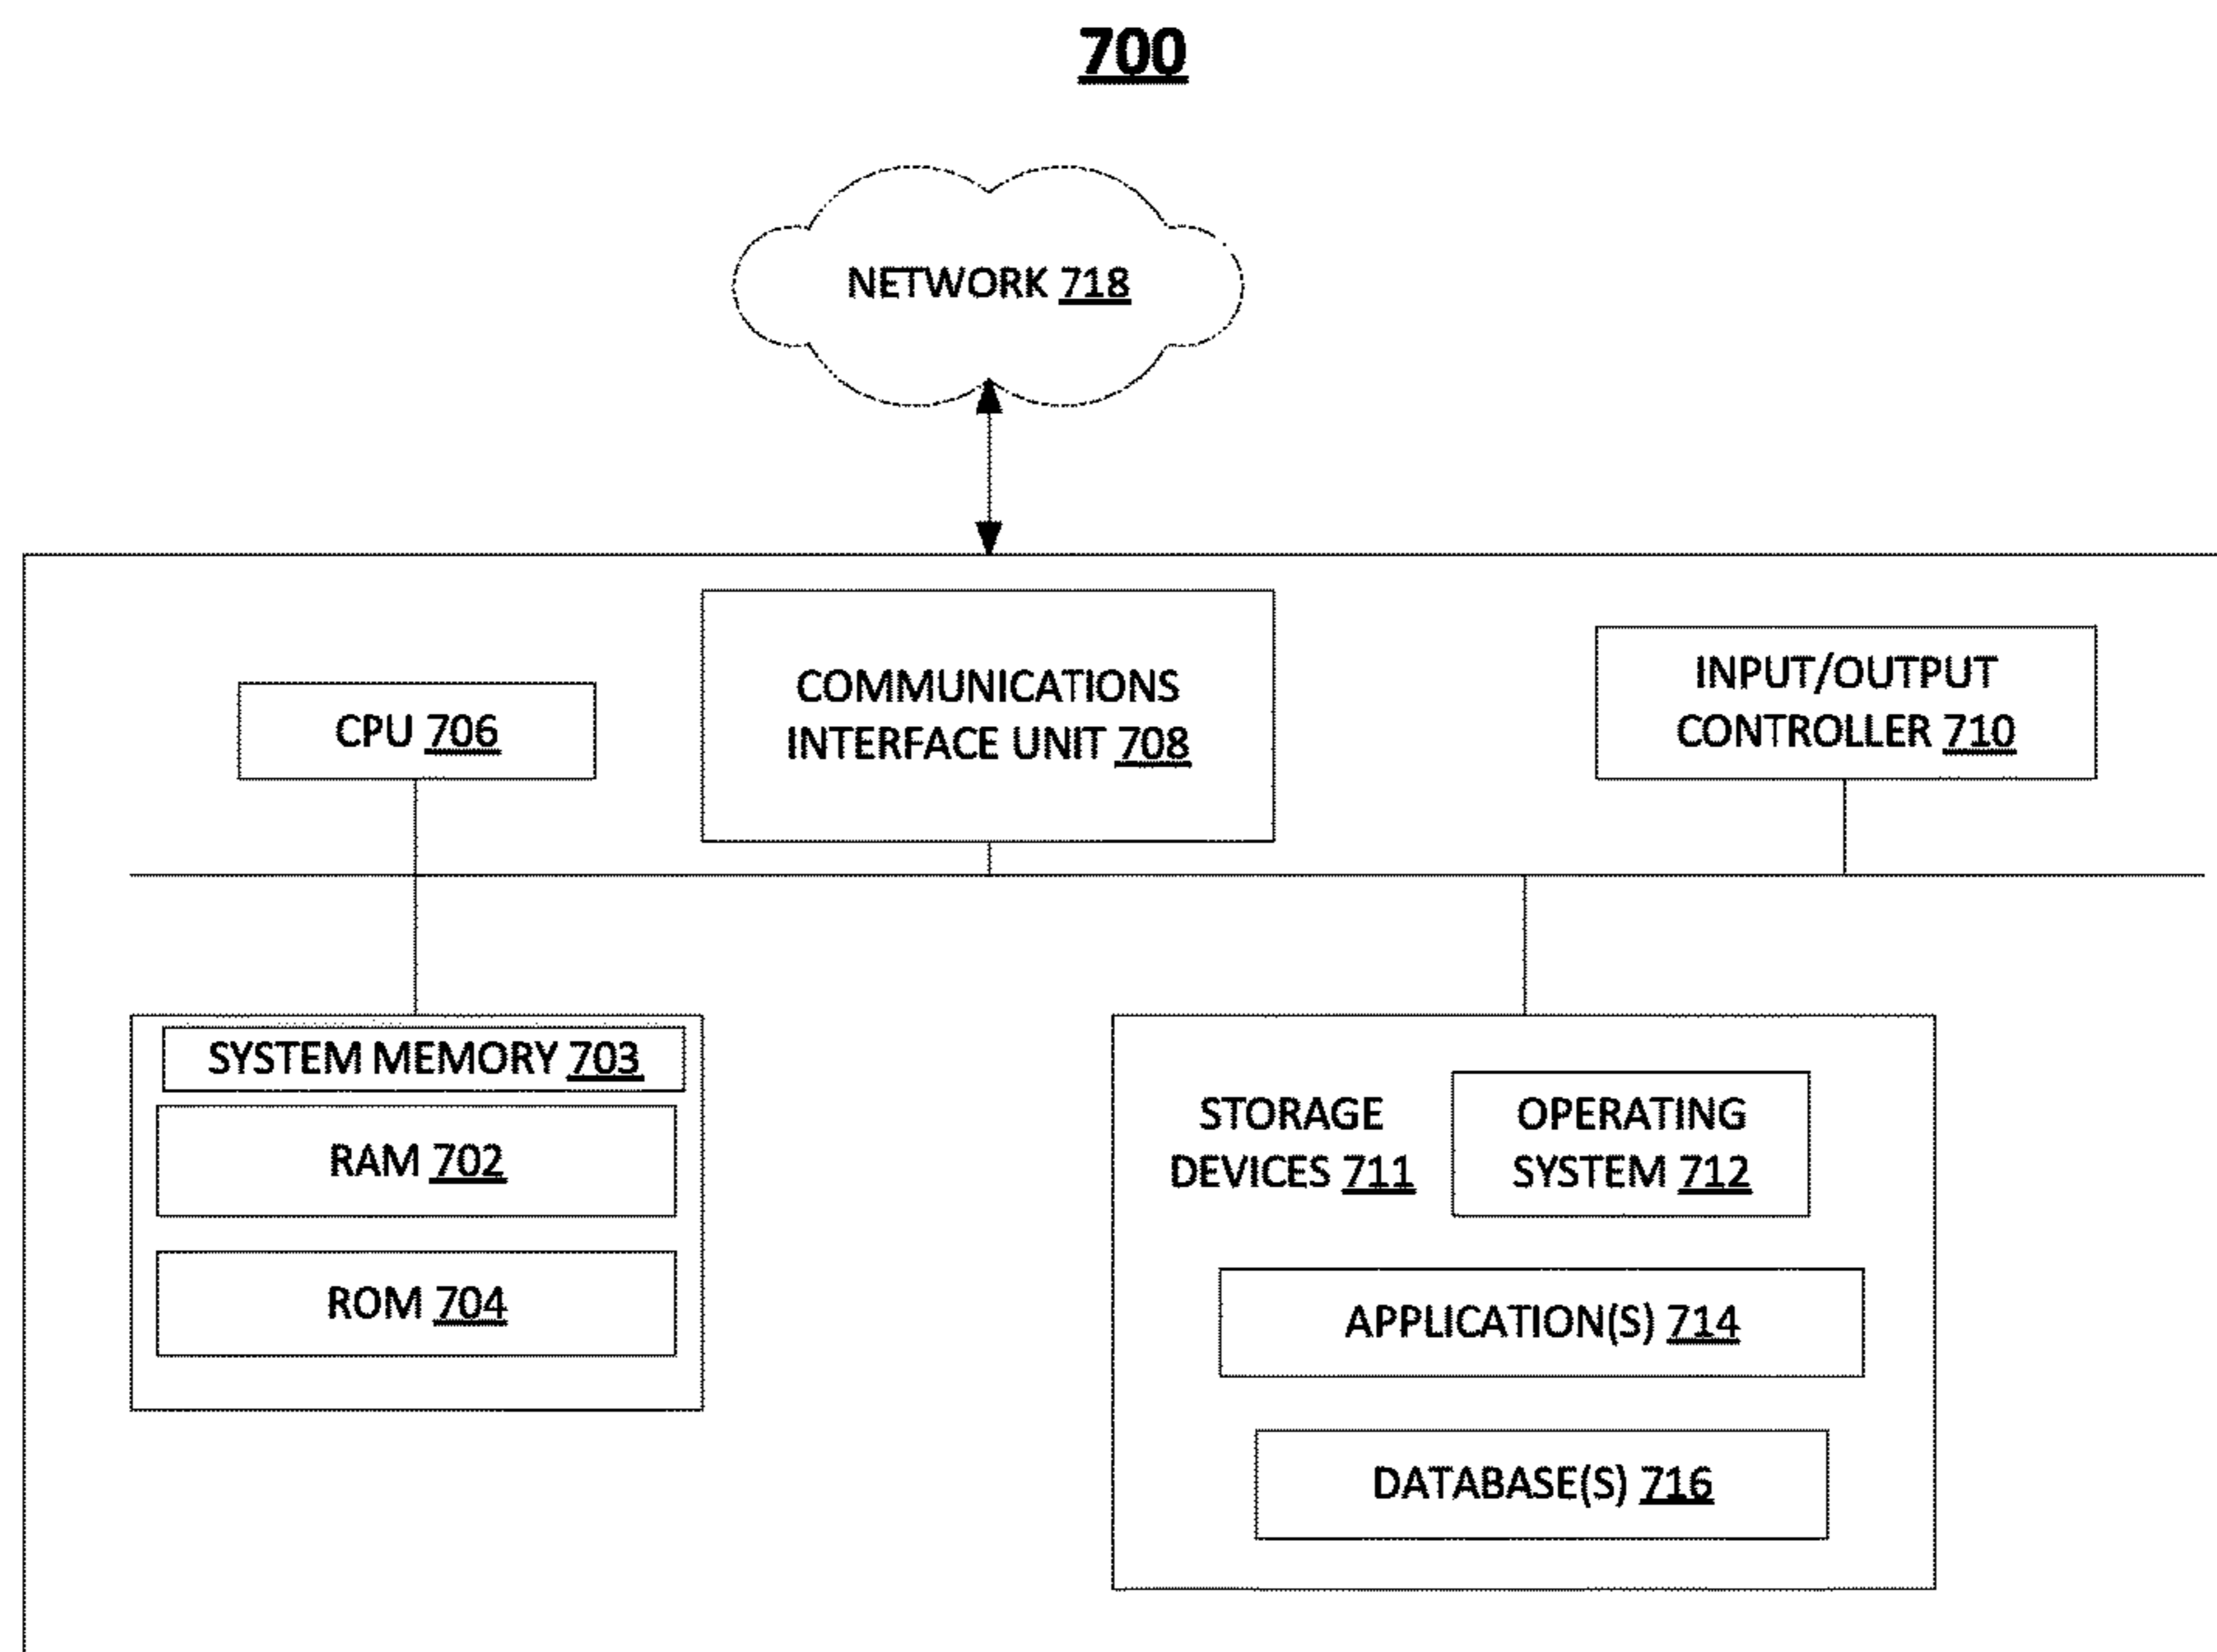 700
NETWORK 718
COMMUNICATIONS
INTERFACE UNIT 708
INPUT/OUTPUT
CONTROLLER 710
CPU 706
SYSTEM MEMORY 703
RAM 702
ROM 704
STORAGE
DEVICES 711
OPERATING
SYSTEM 712
APPLICATION(S) 714
DATABASE(S) 716